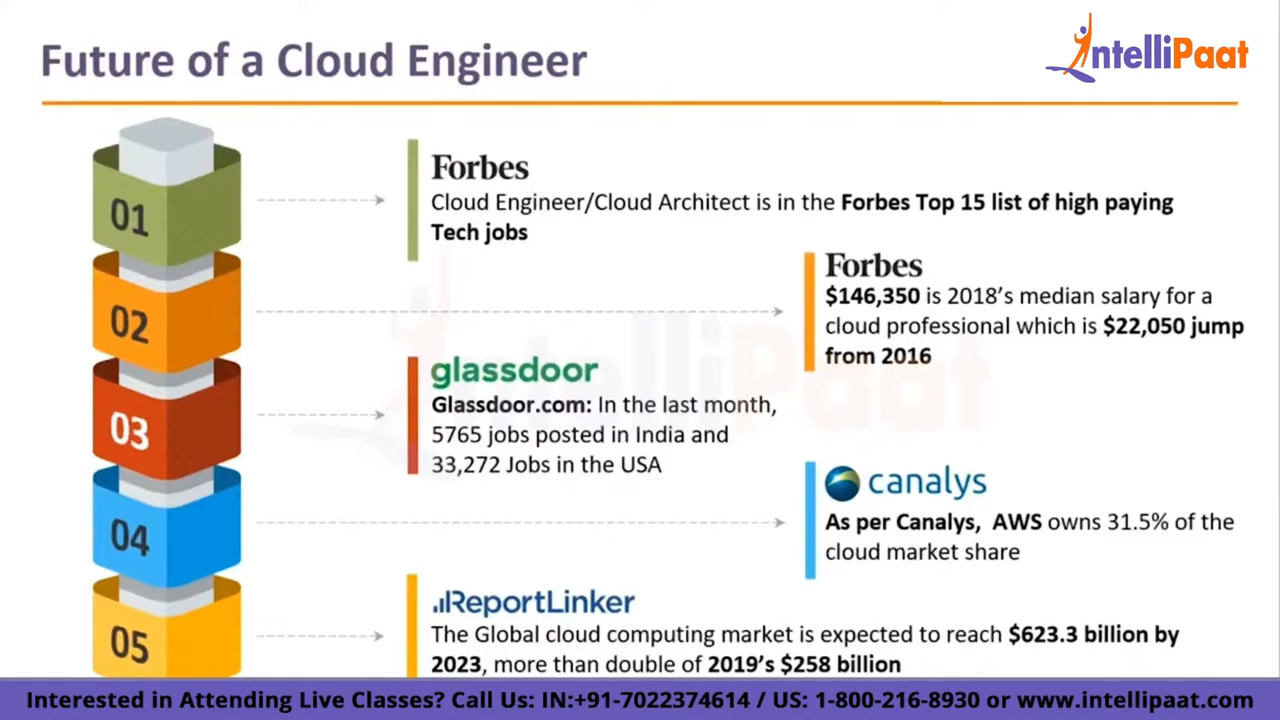 Future of a Cloud Engineer
IntelliPaat
01
Forbes
Cloud Engineer/Cloud Architect is in the Forbes Top 15 list of high paying
Tech jobs
02
Forbes
$146,350 is 2018's median salary for a
cloud professional which is $22,050 jump
from 2016
03
glassdoor
Glassdoor.com: In the last month,
5765 jobs posted in India and
33,272 Jobs in the USA
04
canalys
As per Canalys, AWS owns 31.5% of the
cloud market share
05
ReportLinker
The Global cloud computing market is expected to reach $623.3 billion by
2023, more than double of 2019's $258 billion
IntelliPaat
Interested in Attending Live Classes? Call Us: IN:+91-7022374614 / US: 1-800-216-8930 or www.intellipaat.com